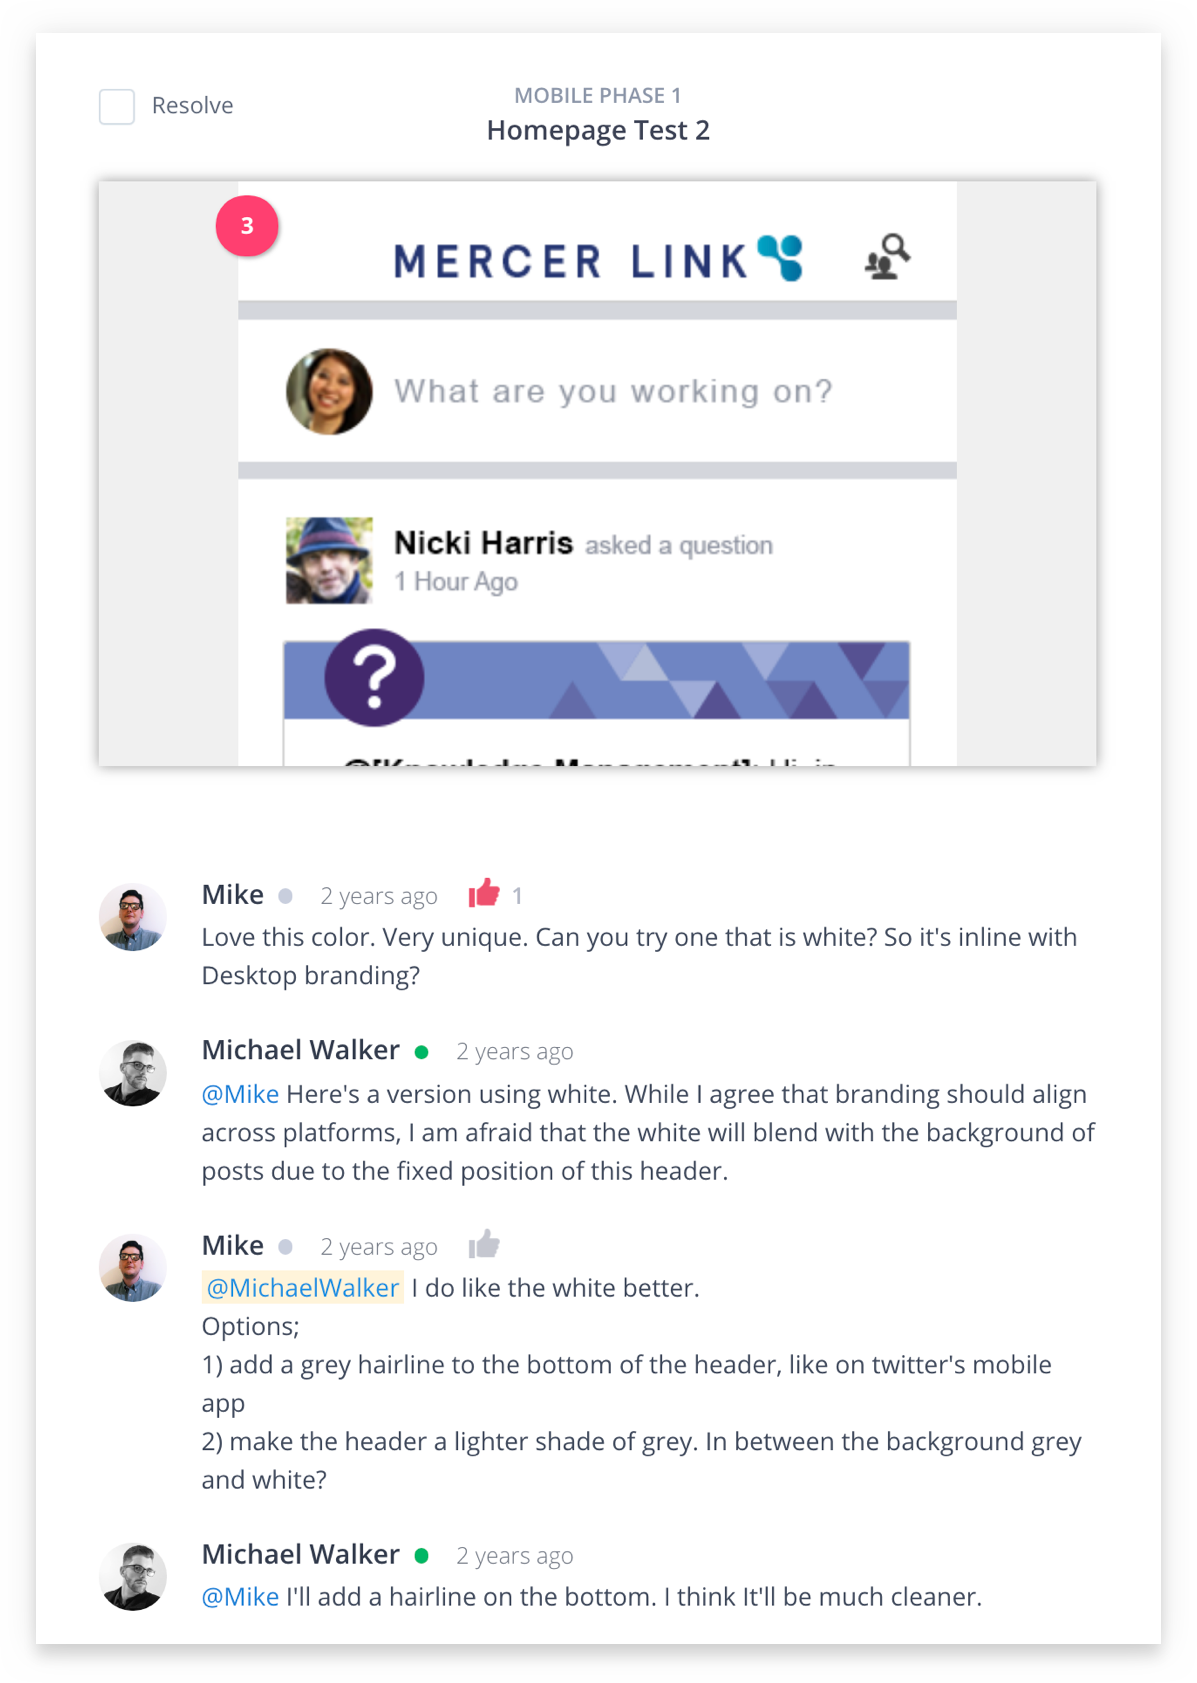 Resolve
MOBILE PHASE 1
Homepage Test 2
3
MERCER LINK
What are you working on?
Nicki Harris asked a question
1 Hour Ago
?
@[Knowledge Management]: Hi, in
Mike 2 years ago 1
Love this color. Very unique. Can you try one that is white? So it's inline with
Desktop branding?
Michael Walker 2 years ago
@Mike Here's a version using white. While I agree that branding should align
across platforms, I am afraid that the white will blend with the background of
posts due to the fixed position of this header.
Mike 2 years ago
@MichaelWalker I do like the white better.
Options;
1) add a grey hairline to the bottom of the header, like on twitter's mobile
app
2) make the header a lighter shade of grey. In between the background grey
and white?
Michael Walker 2 years ago
@Mike I'll add a hairline on the bottom. I think It'll be much cleaner.